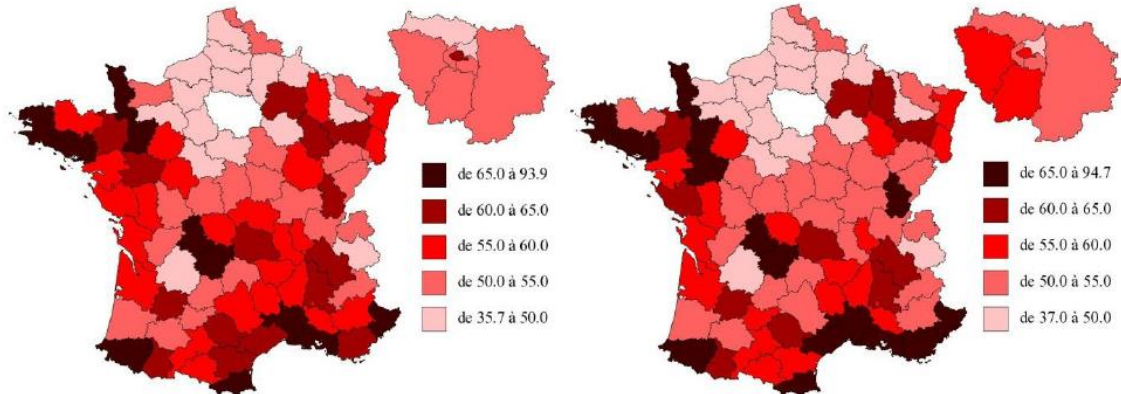 de 65.0 à 93.9
de 60.0 à 65.0
de 55.0 à 60.0
de 50.0 à 55.0
de 35.7 à 50.0
de 65.0 à 94.7
de 60.0 à 65.0
de 55.0 à 60.0
de 50.0 à 55.0
de 37.0 à 50.0